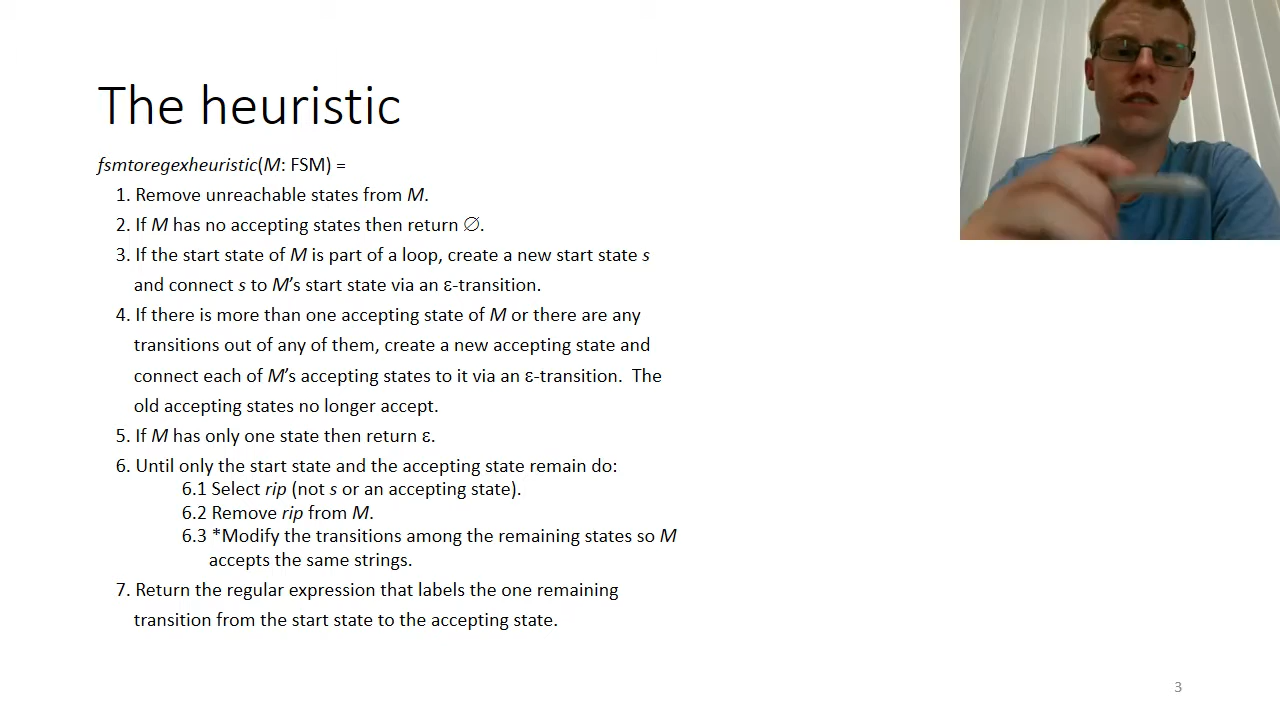 The heuristic
fsmtoregexheuristic(M: FSM) =
1. Remove unreachable states from M.
2. If M has no accepting states then return ∅.
3. If the start state of M is part of a loop, create a new start state s
and connect s to M’s start state via an ε-transition.
4. If there is more than one accepting state of M or there are any
transitions out of any of them, create a new accepting state and
connect each of M’s accepting states to it via an ε-transition.  The
old accepting states no longer accept.
5. If M has only one state then return ε.
6. Until only the start state and the accepting state remain do:
6.1 Select rip (not s or an accepting state).
6.2 Remove rip from M.
6.3 *Modify the transitions among the remaining states so M
accepts the same strings.
7. Return the regular expression that labels the one remaining
transition from the start state to the accepting state.
3